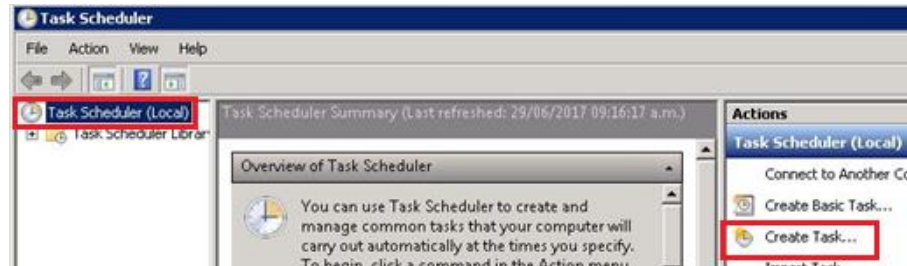 Task Scheduler
File Action View Help
Task Scheduler (Local)
Task Scheduler Librar
Task Scheduler Summary (Last refreshed: 29/06/2017 09:16:17 a.m.)
Overview of Task Scheduler
You can use Task Scheduler to create and
manage common tasks that your computer will
carry out automatically at the times you specify.
To begin, click a command in the Action menu
Actions
Task Scheduler (Local)
Connect to Another Co
Create Basic Task...
Create Task...
Import Task